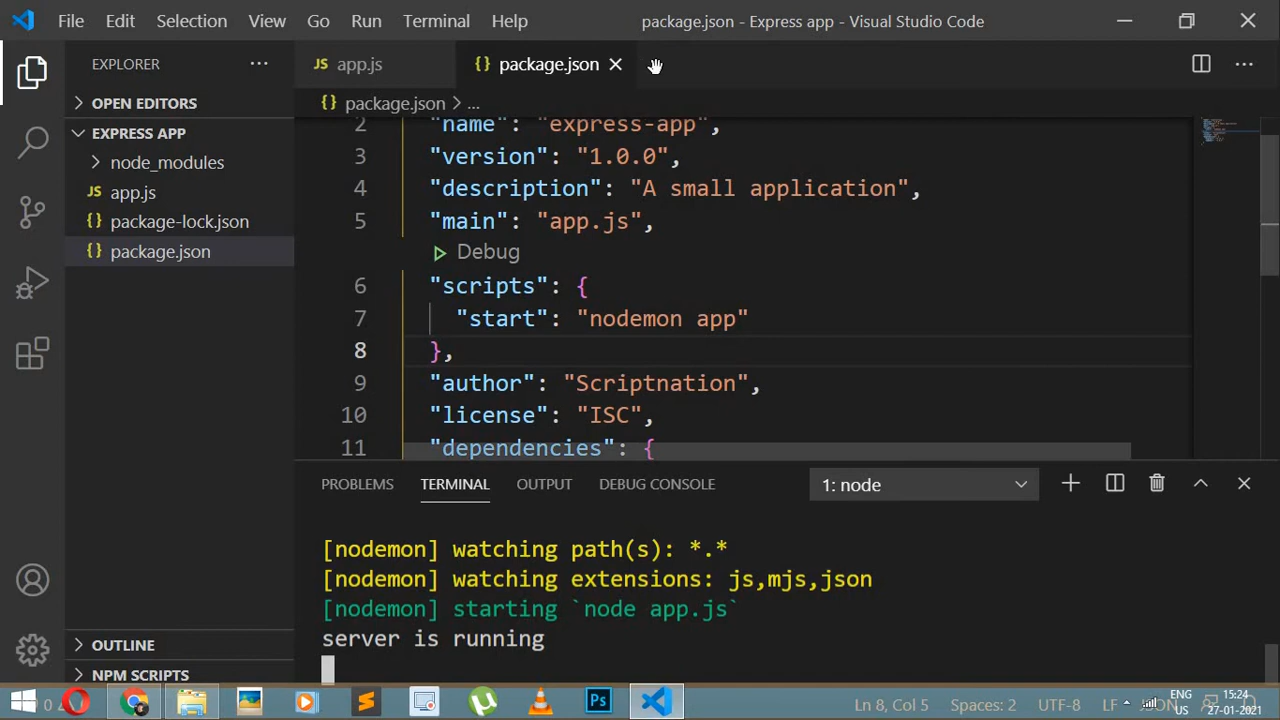 File Edit Selection View Go Run Terminal Help package.json - Express app - Visual Studio Code
EXPLORER ··· JS app.js {} package.json ×
OPEN EDITORS
{} package.json > ...
EXPRESS APP
node_modules
JS app.js
{} package-lock.json
{} package.json
2 "name": "express-app",
3 "version": "1.0.0",
4 "description": "A small application",
5 "main": "app.js",
Debug
6 "scripts": {
7 "start": "nodemon app"
8 },
9 "author": "Scriptnation",
10 "license": "ISC",
11 "dependencies": {
PROBLEMS TERMINAL OUTPUT DEBUG CONSOLE 1: node
[nodemon] watching path(s): *.*
[nodemon] watching extensions: js,mjs,json
[nodemon] starting `node app.js`
server is running
OUTLINE
NPM SCRIPTS
0 2 Ps Ln 8, Col 5 Spaces: 2 UTF-8 LF
ENG US
15:24
27-01-2021